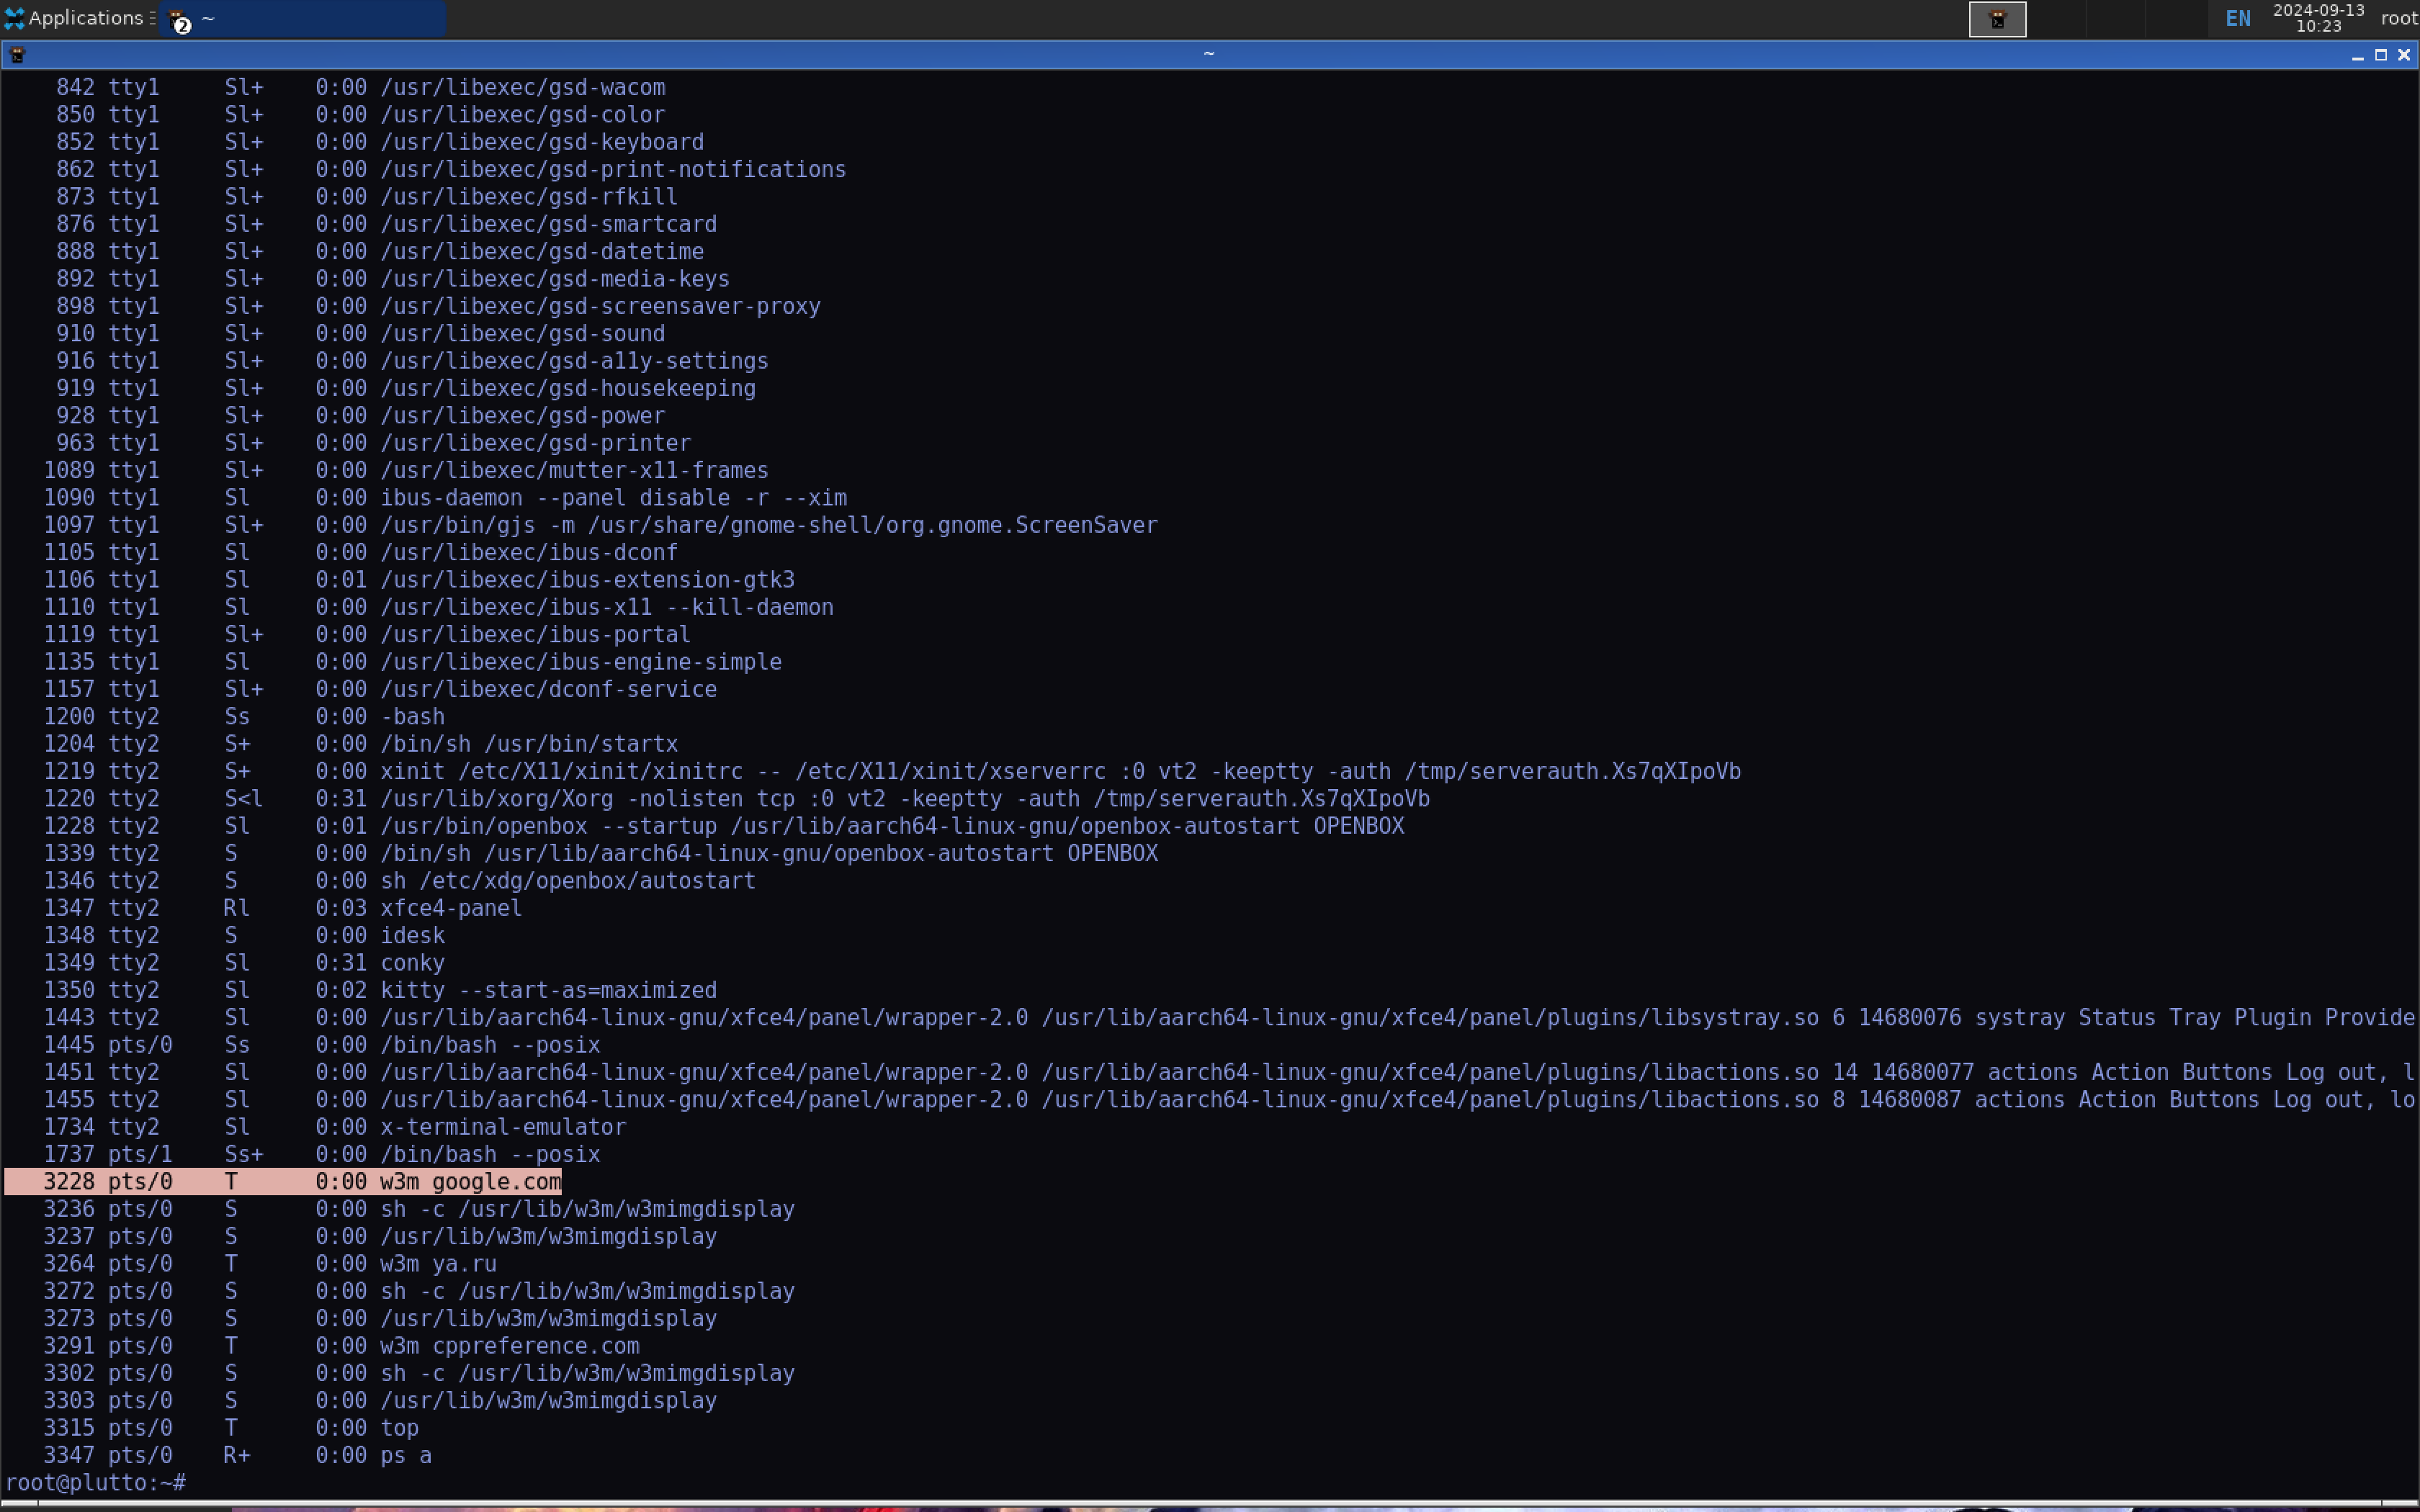 Applications 2 ~ EN 2024-09-13 10:23 root
~
842 tty1 Sl+ 0:00 /usr/libexec/gsd-wacom
850 tty1 Sl+ 0:00 /usr/libexec/gsd-color
852 tty1 Sl+ 0:00 /usr/libexec/gsd-keyboard
862 tty1 Sl+ 0:00 /usr/libexec/gsd-print-notifications
873 tty1 Sl+ 0:00 /usr/libexec/gsd-rfkill
876 tty1 Sl+ 0:00 /usr/libexec/gsd-smartcard
888 tty1 Sl+ 0:00 /usr/libexec/gsd-datetime
892 tty1 Sl+ 0:00 /usr/libexec/gsd-media-keys
898 tty1 Sl+ 0:00 /usr/libexec/gsd-screensaver-proxy
910 tty1 Sl+ 0:00 /usr/libexec/gsd-sound
916 tty1 Sl+ 0:00 /usr/libexec/gsd-a11y-settings
919 tty1 Sl+ 0:00 /usr/libexec/gsd-housekeeping
928 tty1 Sl+ 0:00 /usr/libexec/gsd-power
963 tty1 Sl+ 0:00 /usr/libexec/gsd-printer
1089 tty1 Sl+ 0:00 /usr/libexec/mutter-x11-frames
1090 tty1 Sl 0:00 ibus-daemon --panel disable -r --xim
1097 tty1 Sl+ 0:00 /usr/bin/gjs -m /usr/share/gnome-shell/org.gnome.ScreenSaver
1105 tty1 Sl 0:00 /usr/libexec/ibus-dconf
1106 tty1 Sl 0:01 /usr/libexec/ibus-extension-gtk3
1110 tty1 Sl 0:00 /usr/libexec/ibus-x11 --kill-daemon
1119 tty1 Sl+ 0:00 /usr/libexec/ibus-portal
1135 tty1 Sl 0:00 /usr/libexec/ibus-engine-simple
1157 tty1 Sl+ 0:00 /usr/libexec/dconf-service
1200 tty2 Ss 0:00 -bash
1204 tty2 S+ 0:00 /bin/sh /usr/bin/startx
1219 tty2 S+ 0:00 xinit /etc/X11/xinit/xinitrc -- /etc/X11/xinit/xserverrc :0 vt2 -keeptty -auth /tmp/serverauth.Xs7qXIpoVb
1220 tty2 S<l 0:31 /usr/lib/xorg/Xorg -nolisten tcp :0 vt2 -keeptty -auth /tmp/serverauth.Xs7qXIpoVb
1228 tty2 Sl 0:01 /usr/bin/openbox --startup /usr/lib/aarch64-linux-gnu/openbox-autostart OPENBOX
1339 tty2 S 0:00 /bin/sh /usr/lib/aarch64-linux-gnu/openbox-autostart OPENBOX
1346 tty2 S 0:00 sh /etc/xdg/openbox/autostart
1347 tty2 Rl 0:03 xfce4-panel
1348 tty2 S 0:00 idesk
1349 tty2 Sl 0:31 conky
1350 tty2 Sl 0:02 kitty --start-as=maximized
1443 tty2 Sl 0:00 /usr/lib/aarch64-linux-gnu/xfce4/panel/wrapper-2.0 /usr/lib/aarch64-linux-gnu/xfce4/panel/plugins/libsystray.so 6 14680076 systray Status Tray Plugin Provide
1445 pts/0 Ss 0:00 /bin/bash --posix
1451 tty2 Sl 0:00 /usr/lib/aarch64-linux-gnu/xfce4/panel/wrapper-2.0 /usr/lib/aarch64-linux-gnu/xfce4/panel/plugins/libactions.so 14 14680077 actions Action Buttons Log out, l
1455 tty2 Sl 0:00 /usr/lib/aarch64-linux-gnu/xfce4/panel/wrapper-2.0 /usr/lib/aarch64-linux-gnu/xfce4/panel/plugins/libactions.so 8 14680087 actions Action Buttons Log out, lo
1734 tty2 Sl 0:00 x-terminal-emulator
1737 pts/1 Ss+ 0:00 /bin/bash --posix
3228 pts/0 T 0:00 w3m google.com
3236 pts/0 S 0:00 sh -c /usr/lib/w3m/w3mimgdisplay
3237 pts/0 S 0:00 /usr/lib/w3m/w3mimgdisplay
3264 pts/0 T 0:00 w3m ya.ru
3272 pts/0 S 0:00 sh -c /usr/lib/w3m/w3mimgdisplay
3273 pts/0 S 0:00 /usr/lib/w3m/w3mimgdisplay
3291 pts/0 T 0:00 w3m cppreference.com
3302 pts/0 S 0:00 sh -c /usr/lib/w3m/w3mimgdisplay
3303 pts/0 S 0:00 /usr/lib/w3m/w3mimgdisplay
3315 pts/0 T 0:00 top
3347 pts/0 R+ 0:00 ps a
root@plutto:~#